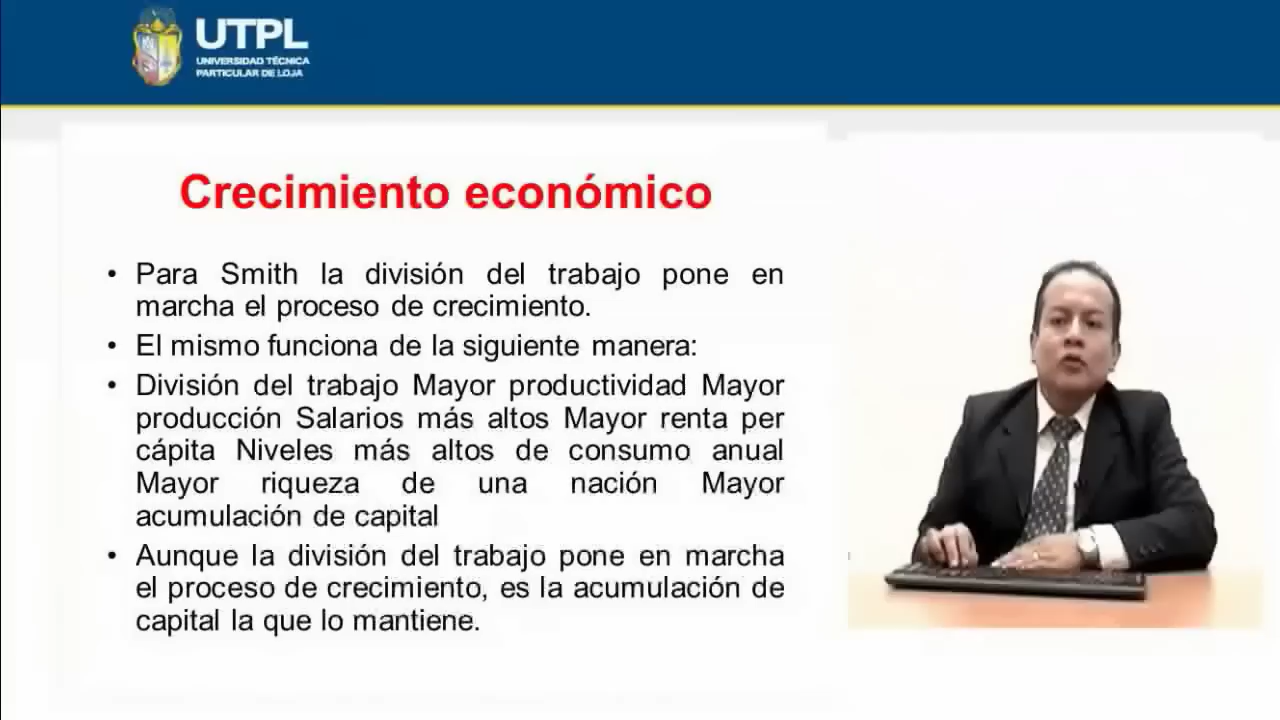 UTPL
UNIVERSIDAD TÉCNICA
PARTICULAR DE LOJA
Crecimiento económico
• Para Smith la división del trabajo pone en
marcha el proceso de crecimiento.
• El mismo funciona de la siguiente manera:
• División del trabajo Mayor productividad Mayor
producción Salarios más altos Mayor renta per
cápita Niveles más altos de consumo anual
Mayor riqueza de una nación Mayor
acumulación de capital
• Aunque la división del trabajo pone en marcha
el proceso de crecimiento, es la acumulación de
capital la que lo mantiene.